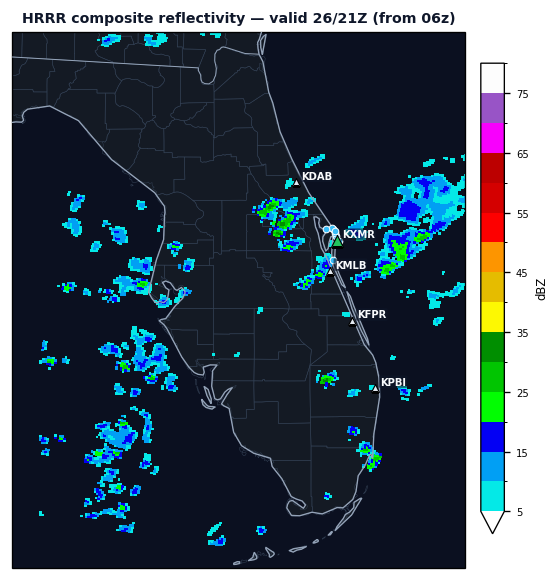 HRRR composite reflectivity — valid 26/21Z (from 06z)
75
65
55
45
35
25
15
5
dBZ
KDAB
KXMR
KMLB
KFPR
KPBI